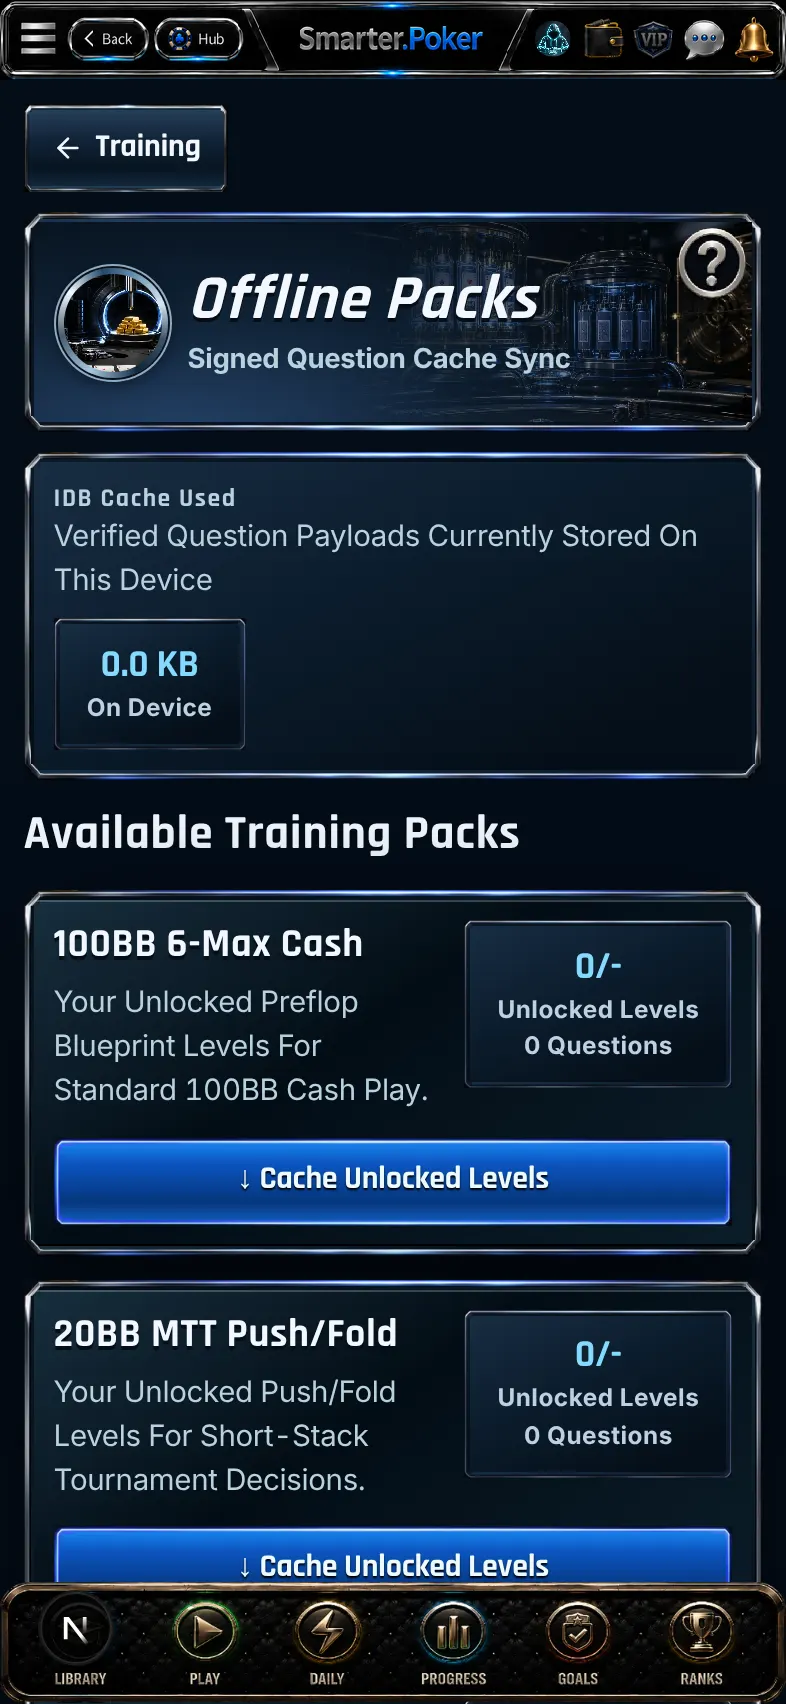 Back
Hub
Smarter.Poker
VIP
← Training
Offline Packs
?
Signed Question Cache Sync
IDB Cache Used
Verified Question Payloads Currently Stored On
This Device
0.0 KB
On Device
Available Training Packs
100BB 6-Max Cash
Your Unlocked Preflop
Blueprint Levels For
Standard 100BB Cash Play.
0/-
Unlocked Levels
0 Questions
↓ Cache Unlocked Levels
20BB MTT Push/Fold
Your Unlocked Push/Fold
Levels For Short-Stack
Tournament Decisions.
0/-
Unlocked Levels
0 Questions
↓ Cache Unlocked Levels
N
LIBRARY
PLAY
DAILY
PROGRESS
GOALS
RANKS